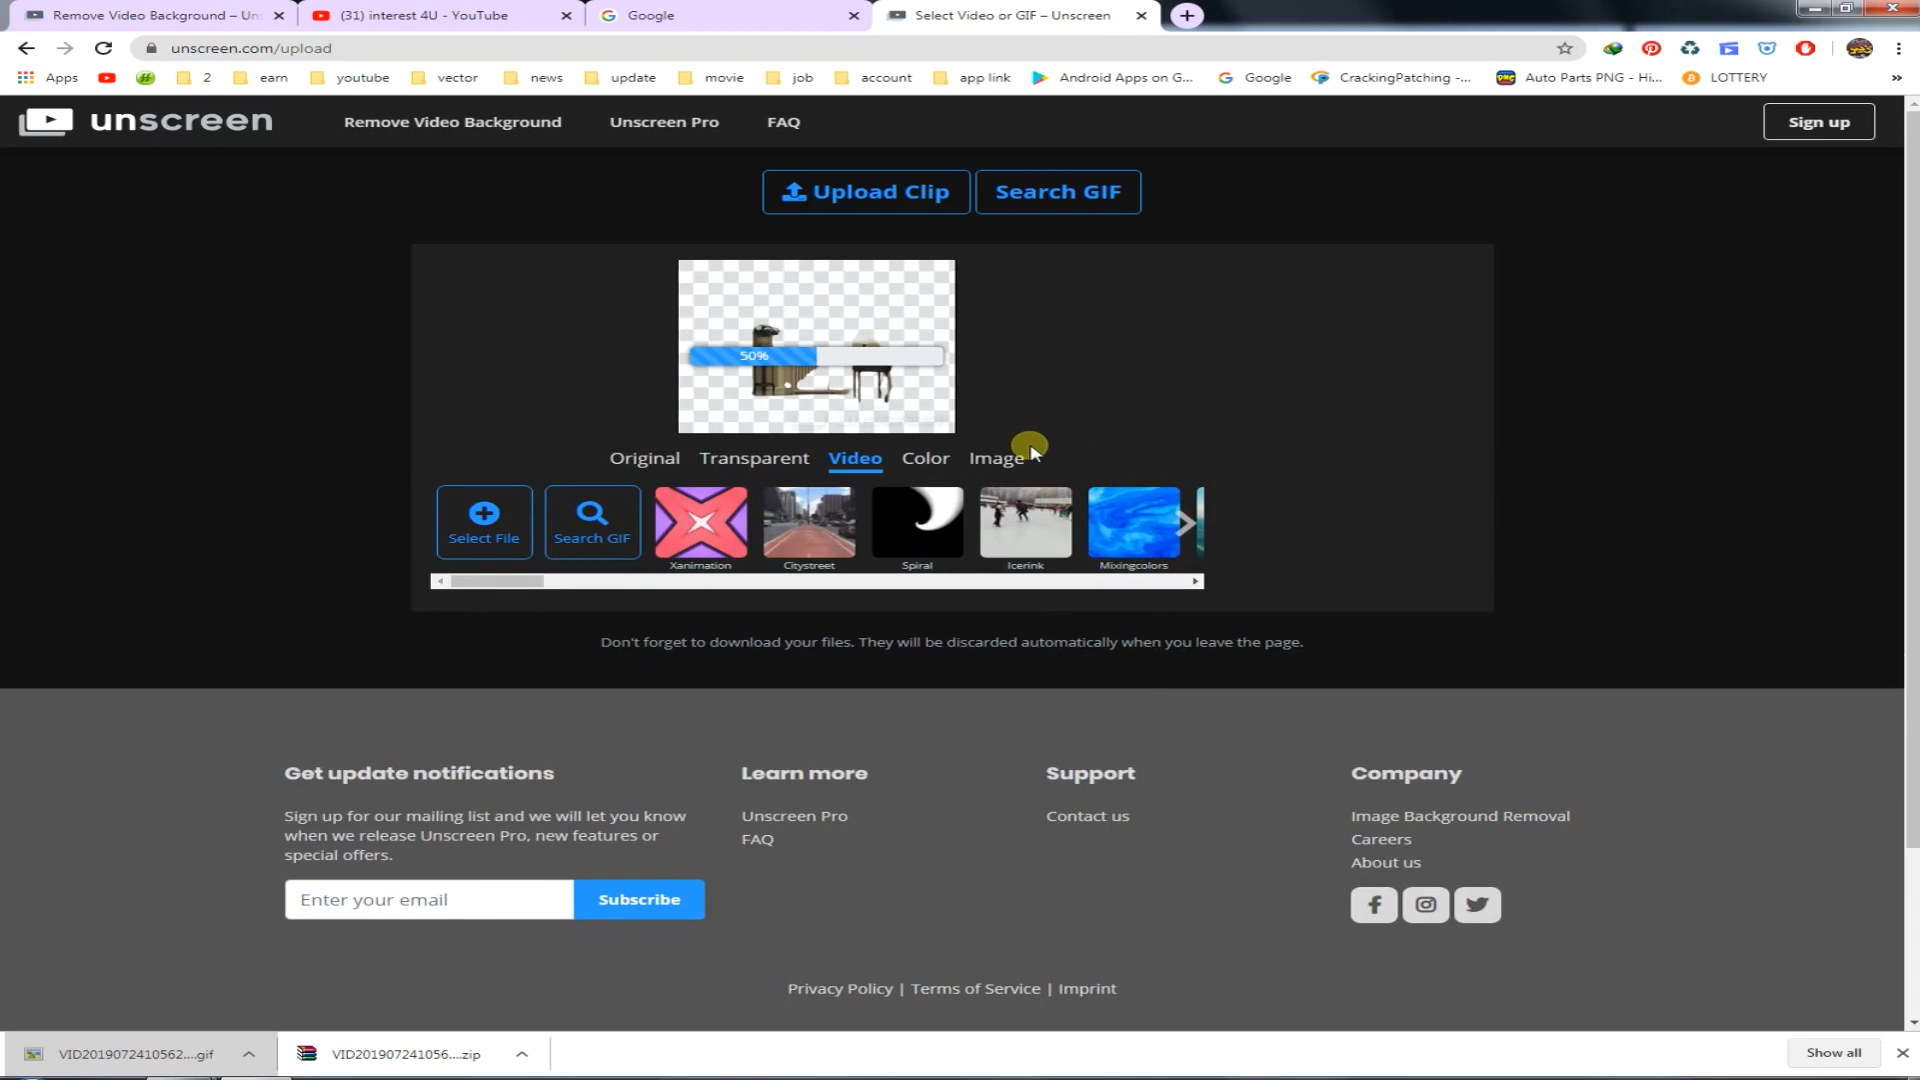 Remove Video Background – Un
(31) interest 4U - YouTube
Google
Select Video or GIF – Unscreen
unscreen.com/upload
Apps
2
earn
youtube
vector
news
update
movie
job
account
app link
Android Apps on G...
Google
CrackingPatching -...
Auto Parts PNG - Hi...
LOTTERY
»
unscreen
Remove Video Background
Unscreen Pro
FAQ
Sign up
Upload Clip
Search GIF
50%
Original
Transparent
Video
Color
Image
Select File
Search GIF
Xanimation
Citystreet
Spiral
Icerink
Mixingcolors
Don't forget to download your files. They will be discarded automatically when you leave the page.
Get update notifications
Sign up for our mailing list and we will let you know
when we release Unscreen Pro, new features or
special offers.
Enter your email
Subscribe
Learn more
Unscreen Pro
FAQ
Support
Contact us
Company
Image Background Removal
Careers
About us
Privacy Policy | Terms of Service | Imprint
VID2019072410562....gif
VID201907241056....zip
Show all